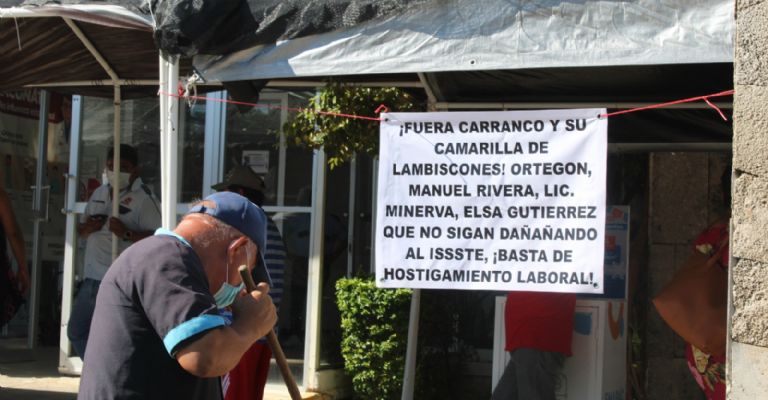 ¡FUERA CARRANCO Y SU
CAMARILLA DE
LAMBISCONES! ORTEGON,
MANUEL RIVERA, LIC.
MINERVA, ELSA GUTIERREZ
QUE NO SIGAN DAÑAÑANDO
AL ISSSTE, ¡BASTA DE
HOSTIGAMIENTO LABORAL!.